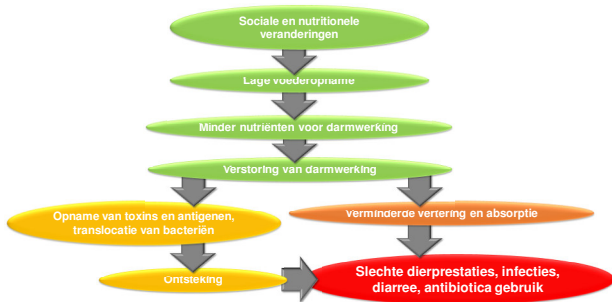 Sociale en nutritionele
veranderingen
Lage voederopname
Minder nutriënten voor darmwerking
Verstoring van darmwerking
Opname van toxins en antigenen,
translocatie van bacteriën
Verminderde vertering en absorptie
Ontsteking
Slechte dierprestaties, infecties,
diarree, antibiotica gebruik